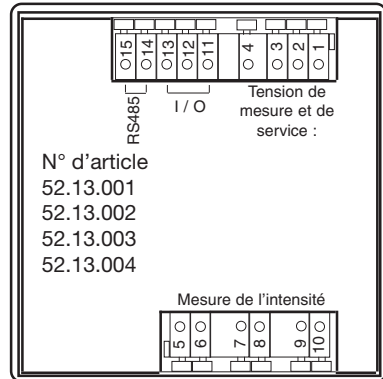 15 14 13 12 11 4 3 2 1
RS485
I / O
Tension de
mesure et de
service :
N° d'article
52.13.001
52.13.002
52.13.003
52.13.004
Mesure de l'intensité
5 6 7 8 9 10